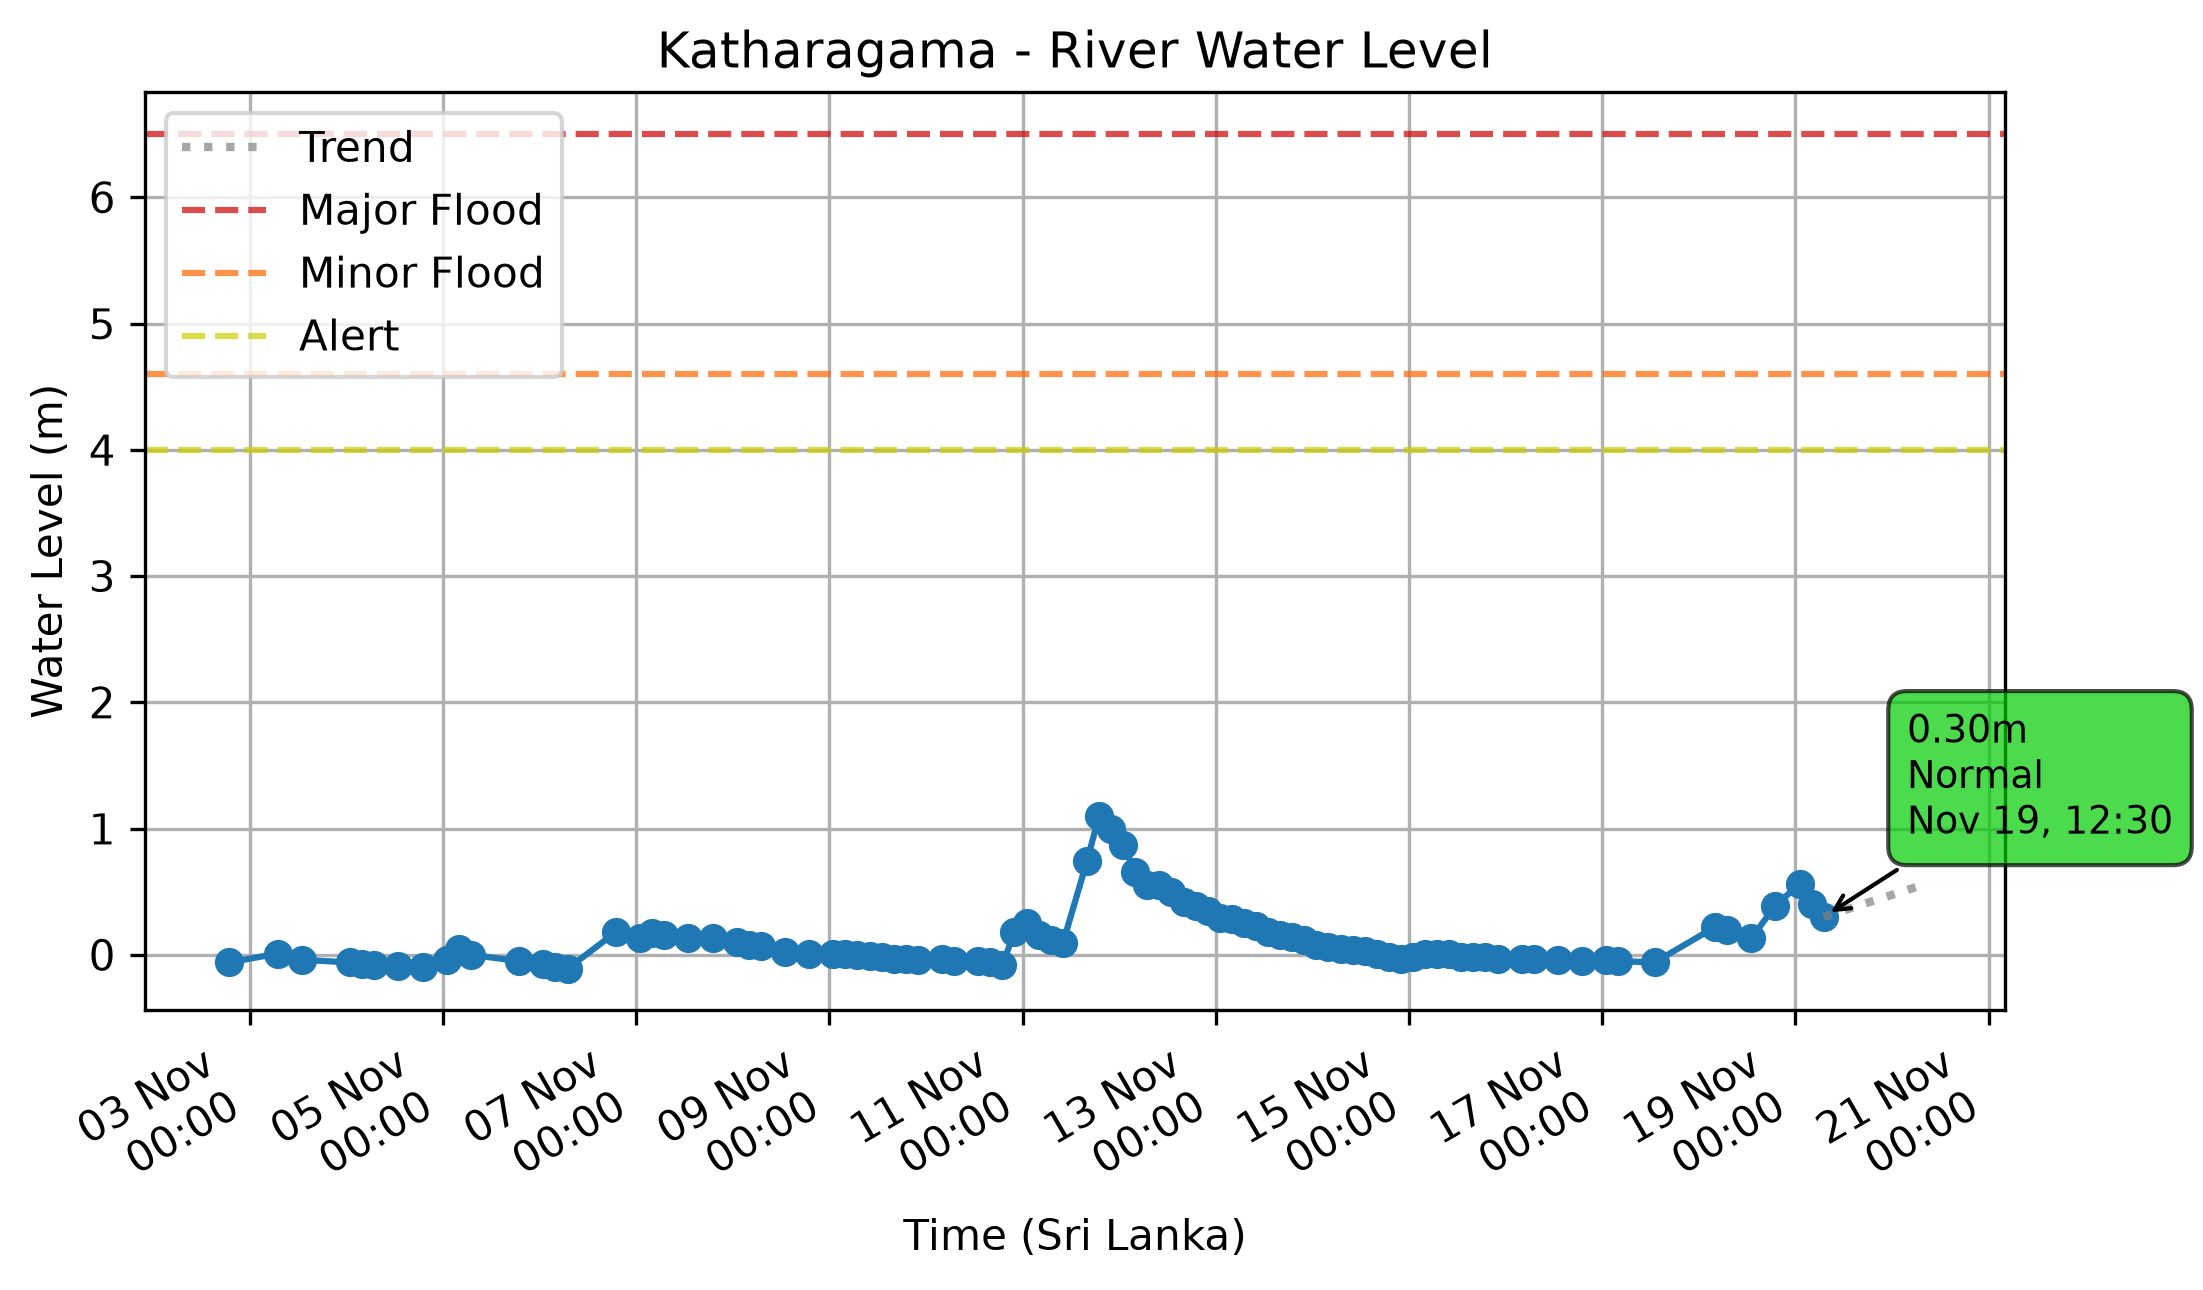 Katharagama - River Water Level
Trend
Major Flood
Minor Flood
Alert
6
5
4
3
2
1
0
Water Level (m)
0.30m
Normal
Nov 19, 12:30
03 Nov
00:00
05 Nov
00:00
07 Nov
00:00
09 Nov
00:00
11 Nov
00:00
13 Nov
00:00
15 Nov
00:00
17 Nov
00:00
19 Nov
00:00
21 Nov
00:00
Time (Sri Lanka)